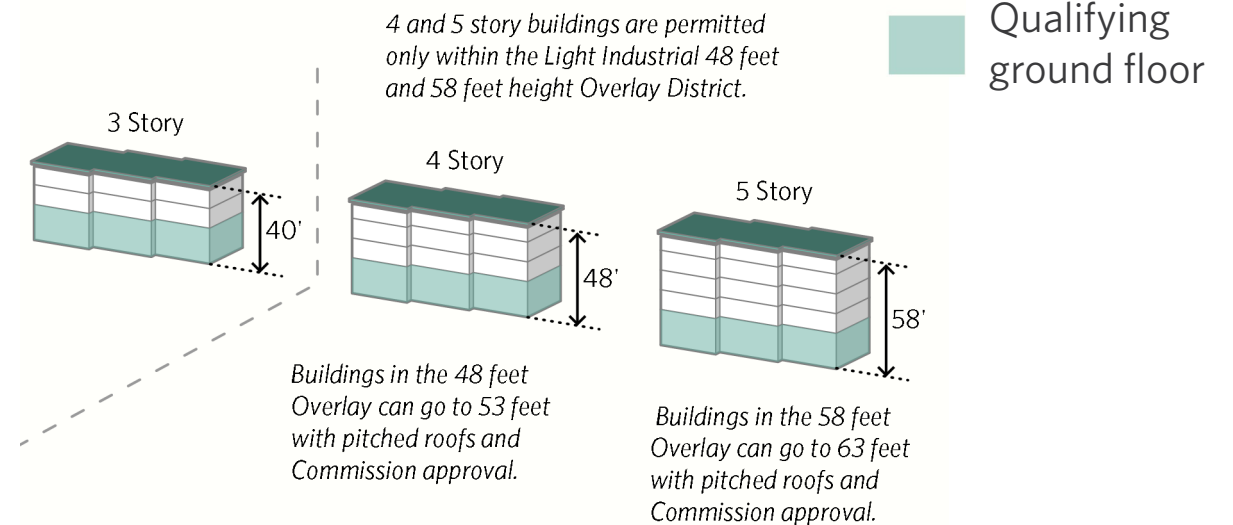 4 and 5 story buildings are permitted
only within the Light Industrial 48 feet
and 58 feet height Overlay District.
Qualifying
ground floor
3 Story
40'
4 Story
48'
5 Story
58'
Buildings in the 48 feet
Overlay can go to 53 feet
with pitched roofs and
Commission approval.
Buildings in the 58 feet
Overlay can go to 63 feet
with pitched roofs and
Commission approval.